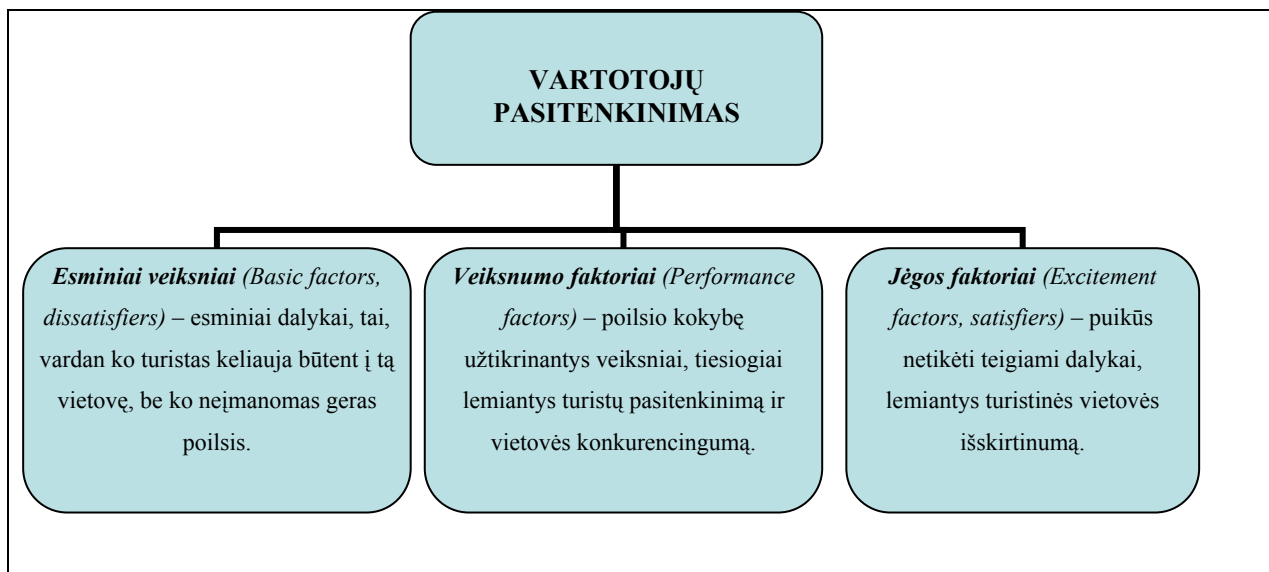 VARTOTOJŲ
PASITENKINIMAS
Esminiai veiksniai (Basic factors,
dissatisfiers) – esminiai dalykai, tai,
vardan ko turistas keliauja būtent į tą
vietovę, be ko neįmanomas geras
poilsis.
Veiksnumo faktoriai (Performance
factors) – poilsio kokybę
užtikrinantys veiksniai, tiesiogiai
lemiantys turistų pasitenkinimą ir
vietovės konkurencingumą.
Jėgos faktoriai (Excitement
factors, satisfiers) – puikūs
netikėti teigiami dalykai,
lemiantys turistinės vietovės
išskirtinumą.